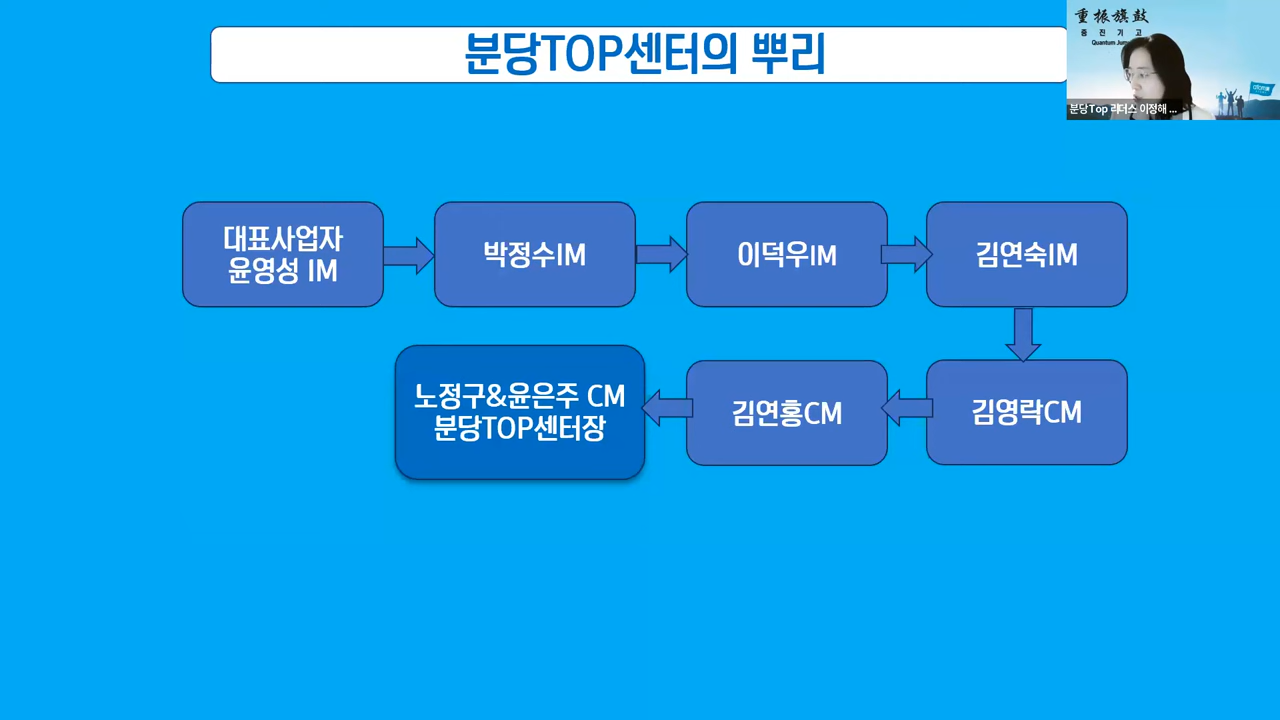 분당TOP센터의 뿌리
重振旗鼓
중 진 기 고
분당Top 리더스 이정해 ...
대표사업자
윤영성 IM
박정수IM
이덕우IM
김연숙IM
노정구&윤은주 CM
분당TOP센터장
김연홍CM
김영락CM